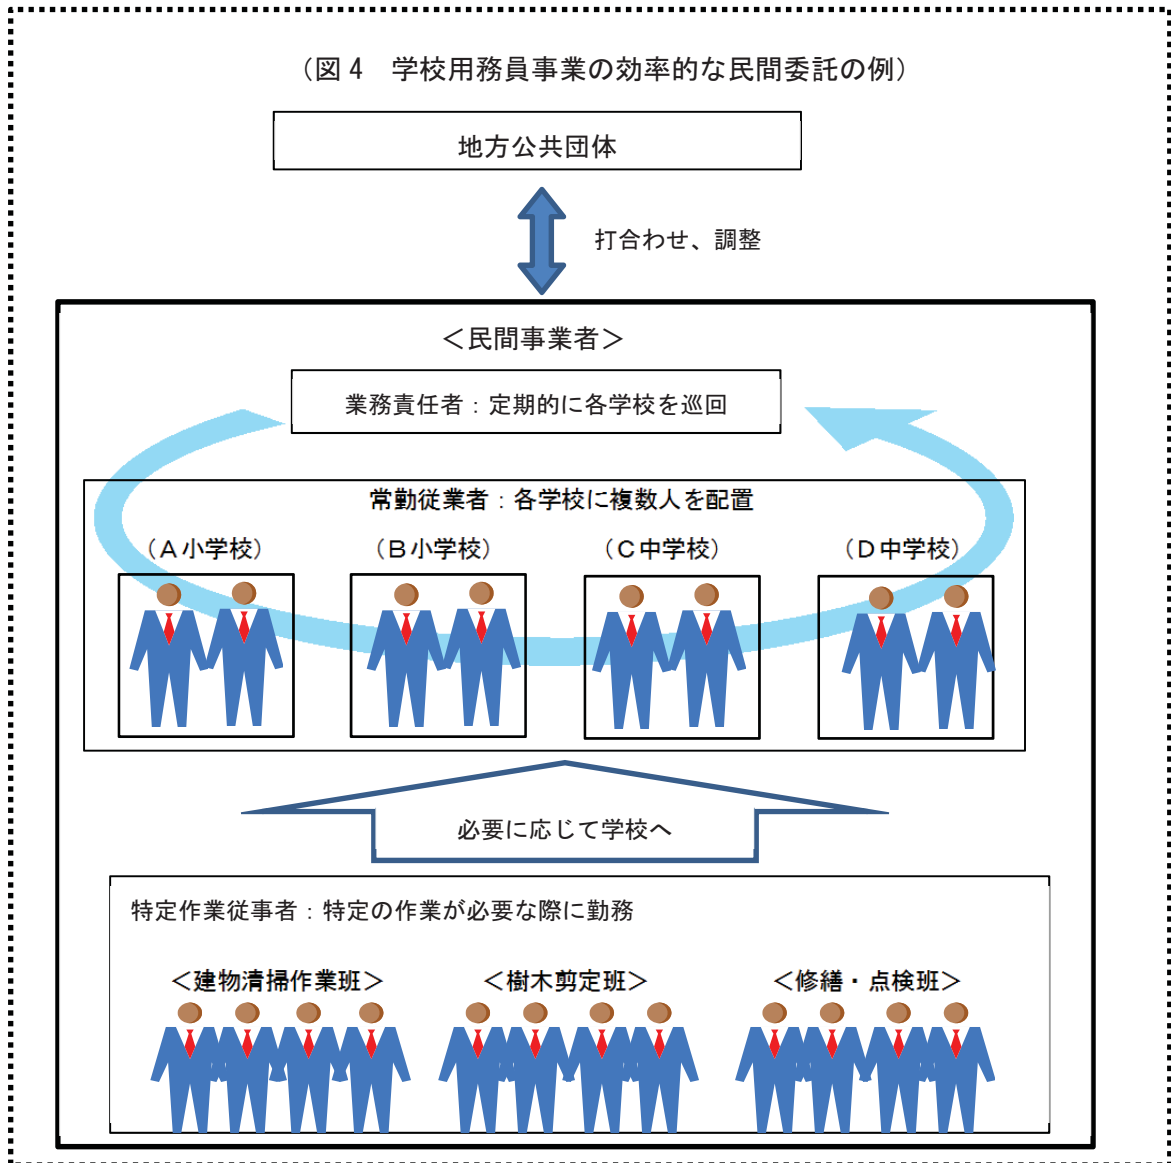 （図４　学校用務員事業の効率的な民間委託の例）
地方公共団体
打合わせ、調整
＜民間事業者＞
業務責任者：定期的に各学校を巡回
常勤従業者：各学校に複数人を配置
（Ａ小学校）　（Ｂ小学校）　（Ｃ中学校）　（Ｄ中学校）
必要に応じて学校へ
特定作業従事者：特定の作業が必要な際に勤務
＜建物清掃作業班＞　＜樹木剪定班＞　＜修繕・点検班＞